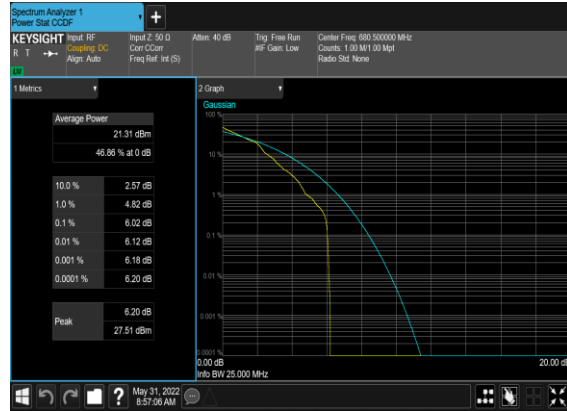 Spectrum Analyzer 1
Power Stat CCDF
+
KEYSIGHT
R T
Input: RF
Coupling: DC
Align: Auto
Input Z: 50 Ω
Corr CCorr
Freq Ref: Int (S)
Atten: 40 dB
Trig: Free Run
#IF Gain: Low
Center Freq: 680.500000 MHz
Counts: 1.00 M/1.00 Mpt
Radio Std: None
1 Metrics
Average Power
21.31 dBm
46.86 % at 0 dB
10.0 % 2.57 dB
1.0 % 4.82 dB
0.1 % 6.02 dB
0.01 % 6.12 dB
0.001 % 6.18 dB
0.0001 % 6.20 dB
Peak
6.20 dB
27.51 dBm
2 Graph
Gaussian
100 %
10 %
1 %
0.1 %
0.01 %
0.001 %
0.0001 %
0.00 dB
20.00 dB
Info BW 25.000 MHz
?
May 31, 2022
8:57:06 AM